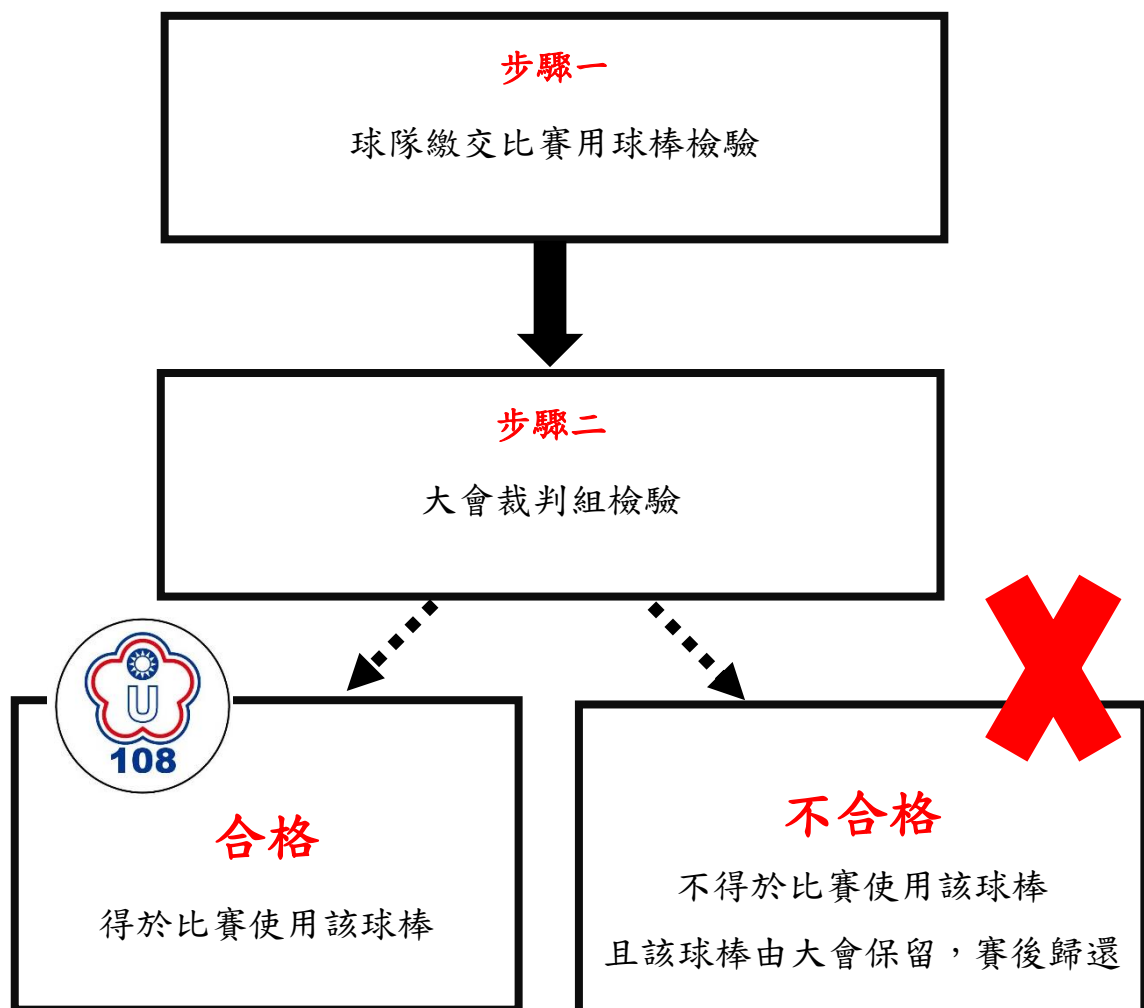 步驟一
球隊繳交比賽用球棒檢驗
步驟二
大會裁判組檢驗
U
108
合格
得於比賽使用該球棒
不合格
不得於比賽使用該球棒
且該球棒由大會保留，賽後歸還